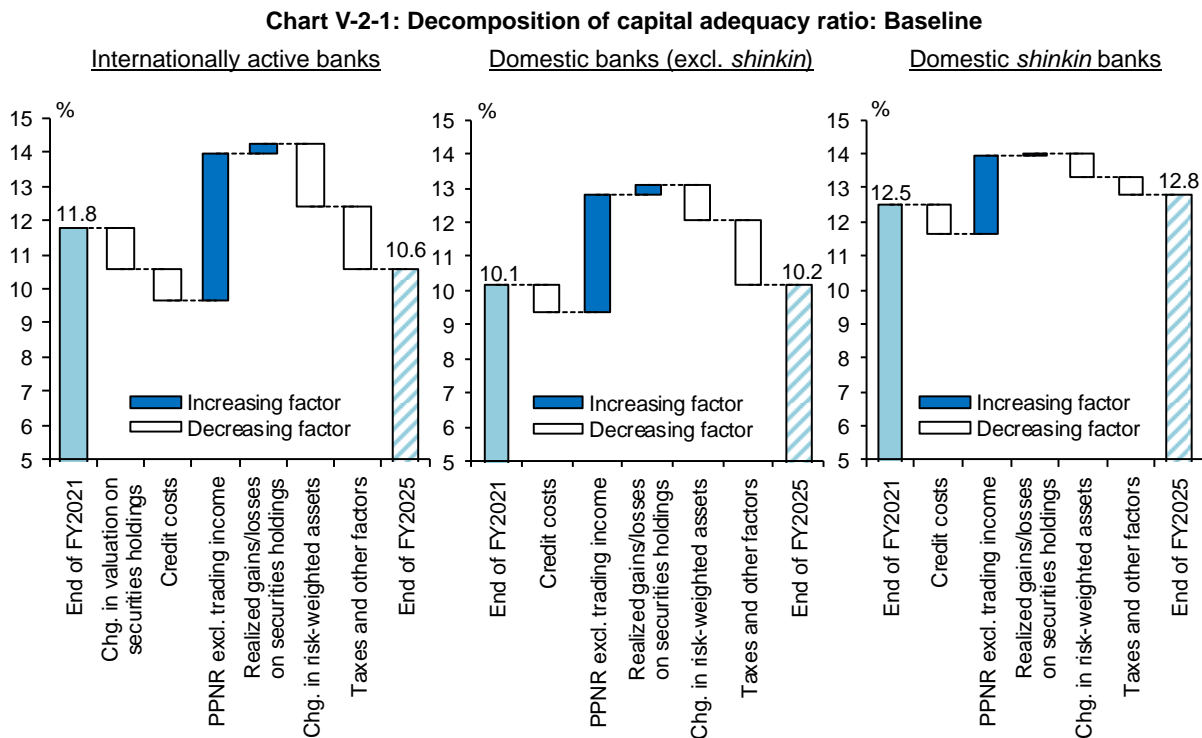 Chart V-2-1: Decomposition of capital adequacy ratio: Baseline
Internationally active banks
%
15
14
13
12
11
10
9
8
7
6
5
11.8
10.6
Increasing factor
Decreasing factor
End of FY2021
Chg. in valuation on
securities holdings
Credit costs
PPNR excl. trading income
Realized gains/losses
on securities holdings
Chg. in risk-weighted assets
Taxes and other factors
End of FY2025
Domestic banks (excl. shinkin)
%
15
14
13
12
11
10
9
8
7
6
5
10.1
10.2
Increasing factor
Decreasing factor
End of FY2021
Credit costs
PPNR excl. trading income
Realized gains/losses
on securities holdings
Chg. in risk-weighted assets
Taxes and other factors
End of FY2025
Domestic shinkin banks
%
15
14
13
12
11
10
9
8
7
6
5
12.5
12.8
Increasing factor
Decreasing factor
End of FY2021
Credit costs
PPNR excl. trading income
Realized gains/losses
on securities holdings
Chg. in risk-weighted assets
Taxes and other factors
End of FY2025